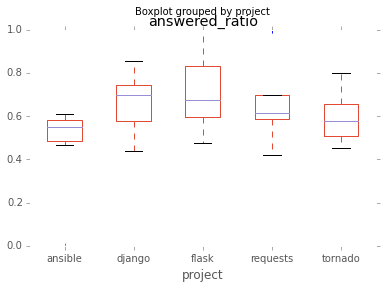 Boxplot grouped by project
answered_ratio
1.0
0.8
0.6
0.4
0.2
0.0
ansible django flask requests tornado
project